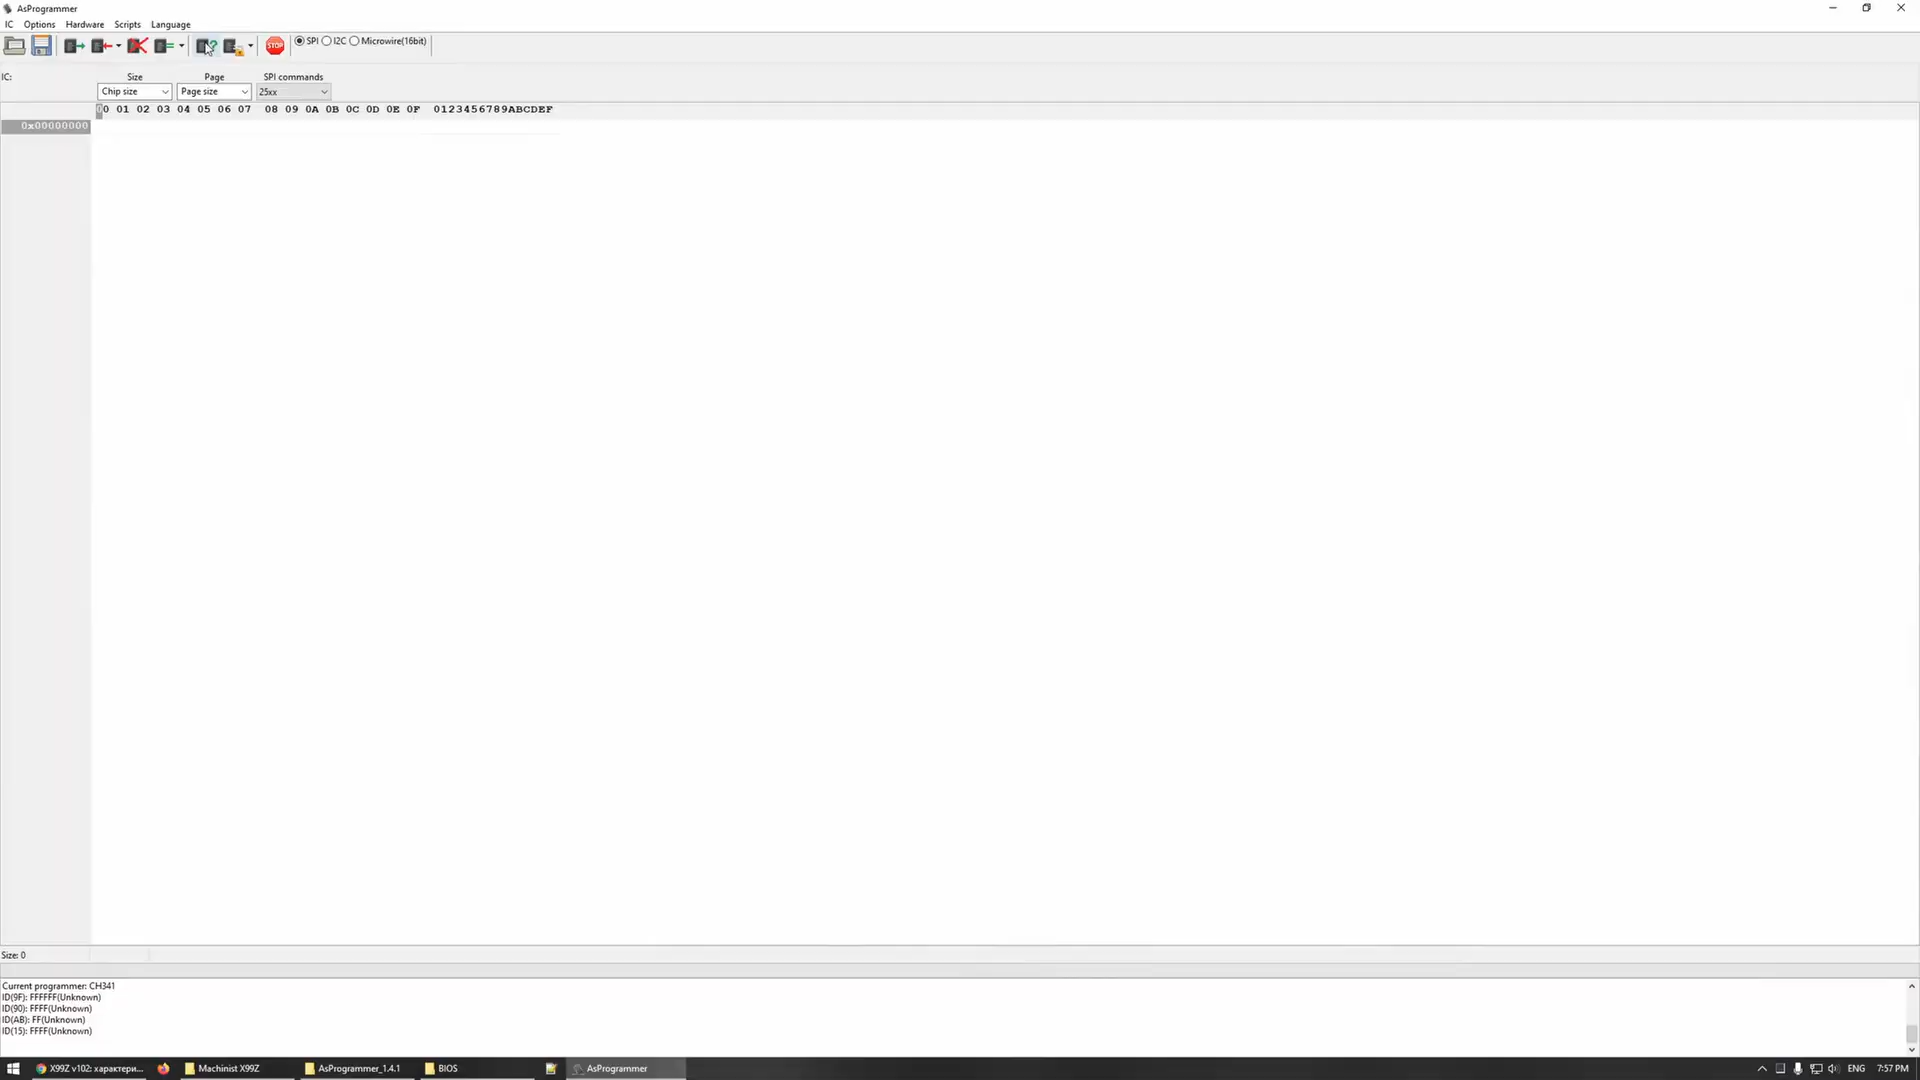 AsProgrammer
IC Options Hardware Scripts Language
STOP SPI I2C Microwire(16bit)
IC: Size Page SPI commands
Chip size Page size 25xx
00 01 02 03 04 05 06 07 08 09 0A 0B 0C 0D 0E 0F 0123456789ABCDEF
0x00000000
Size: 0
Current programmer: CH341
ID(9F): FFFFFF(Unknown)
ID(90): FFFF(Unknown)
ID(AB): FF(Unknown)
ID(15): FFFF(Unknown)
X99Z v102: характери... Machinist X99Z AsProgrammer_1.4.1 BIOS AsProgrammer ENG 7:57 PM